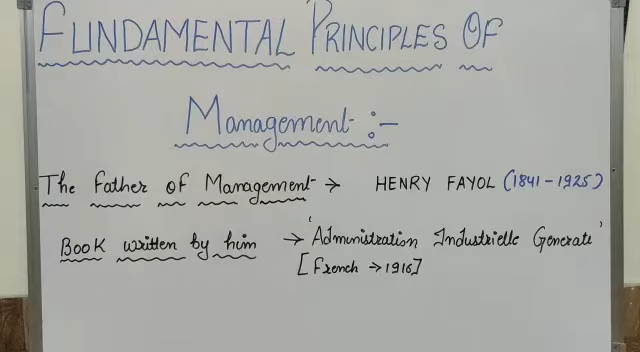 FUNDAMENTAL PRINCIPLES OF
Management :-
The Father of Management → HENRY FAYOL (1841-1925)
Book written by him → 'Administration Industrielle Generate'
[French → 1916]